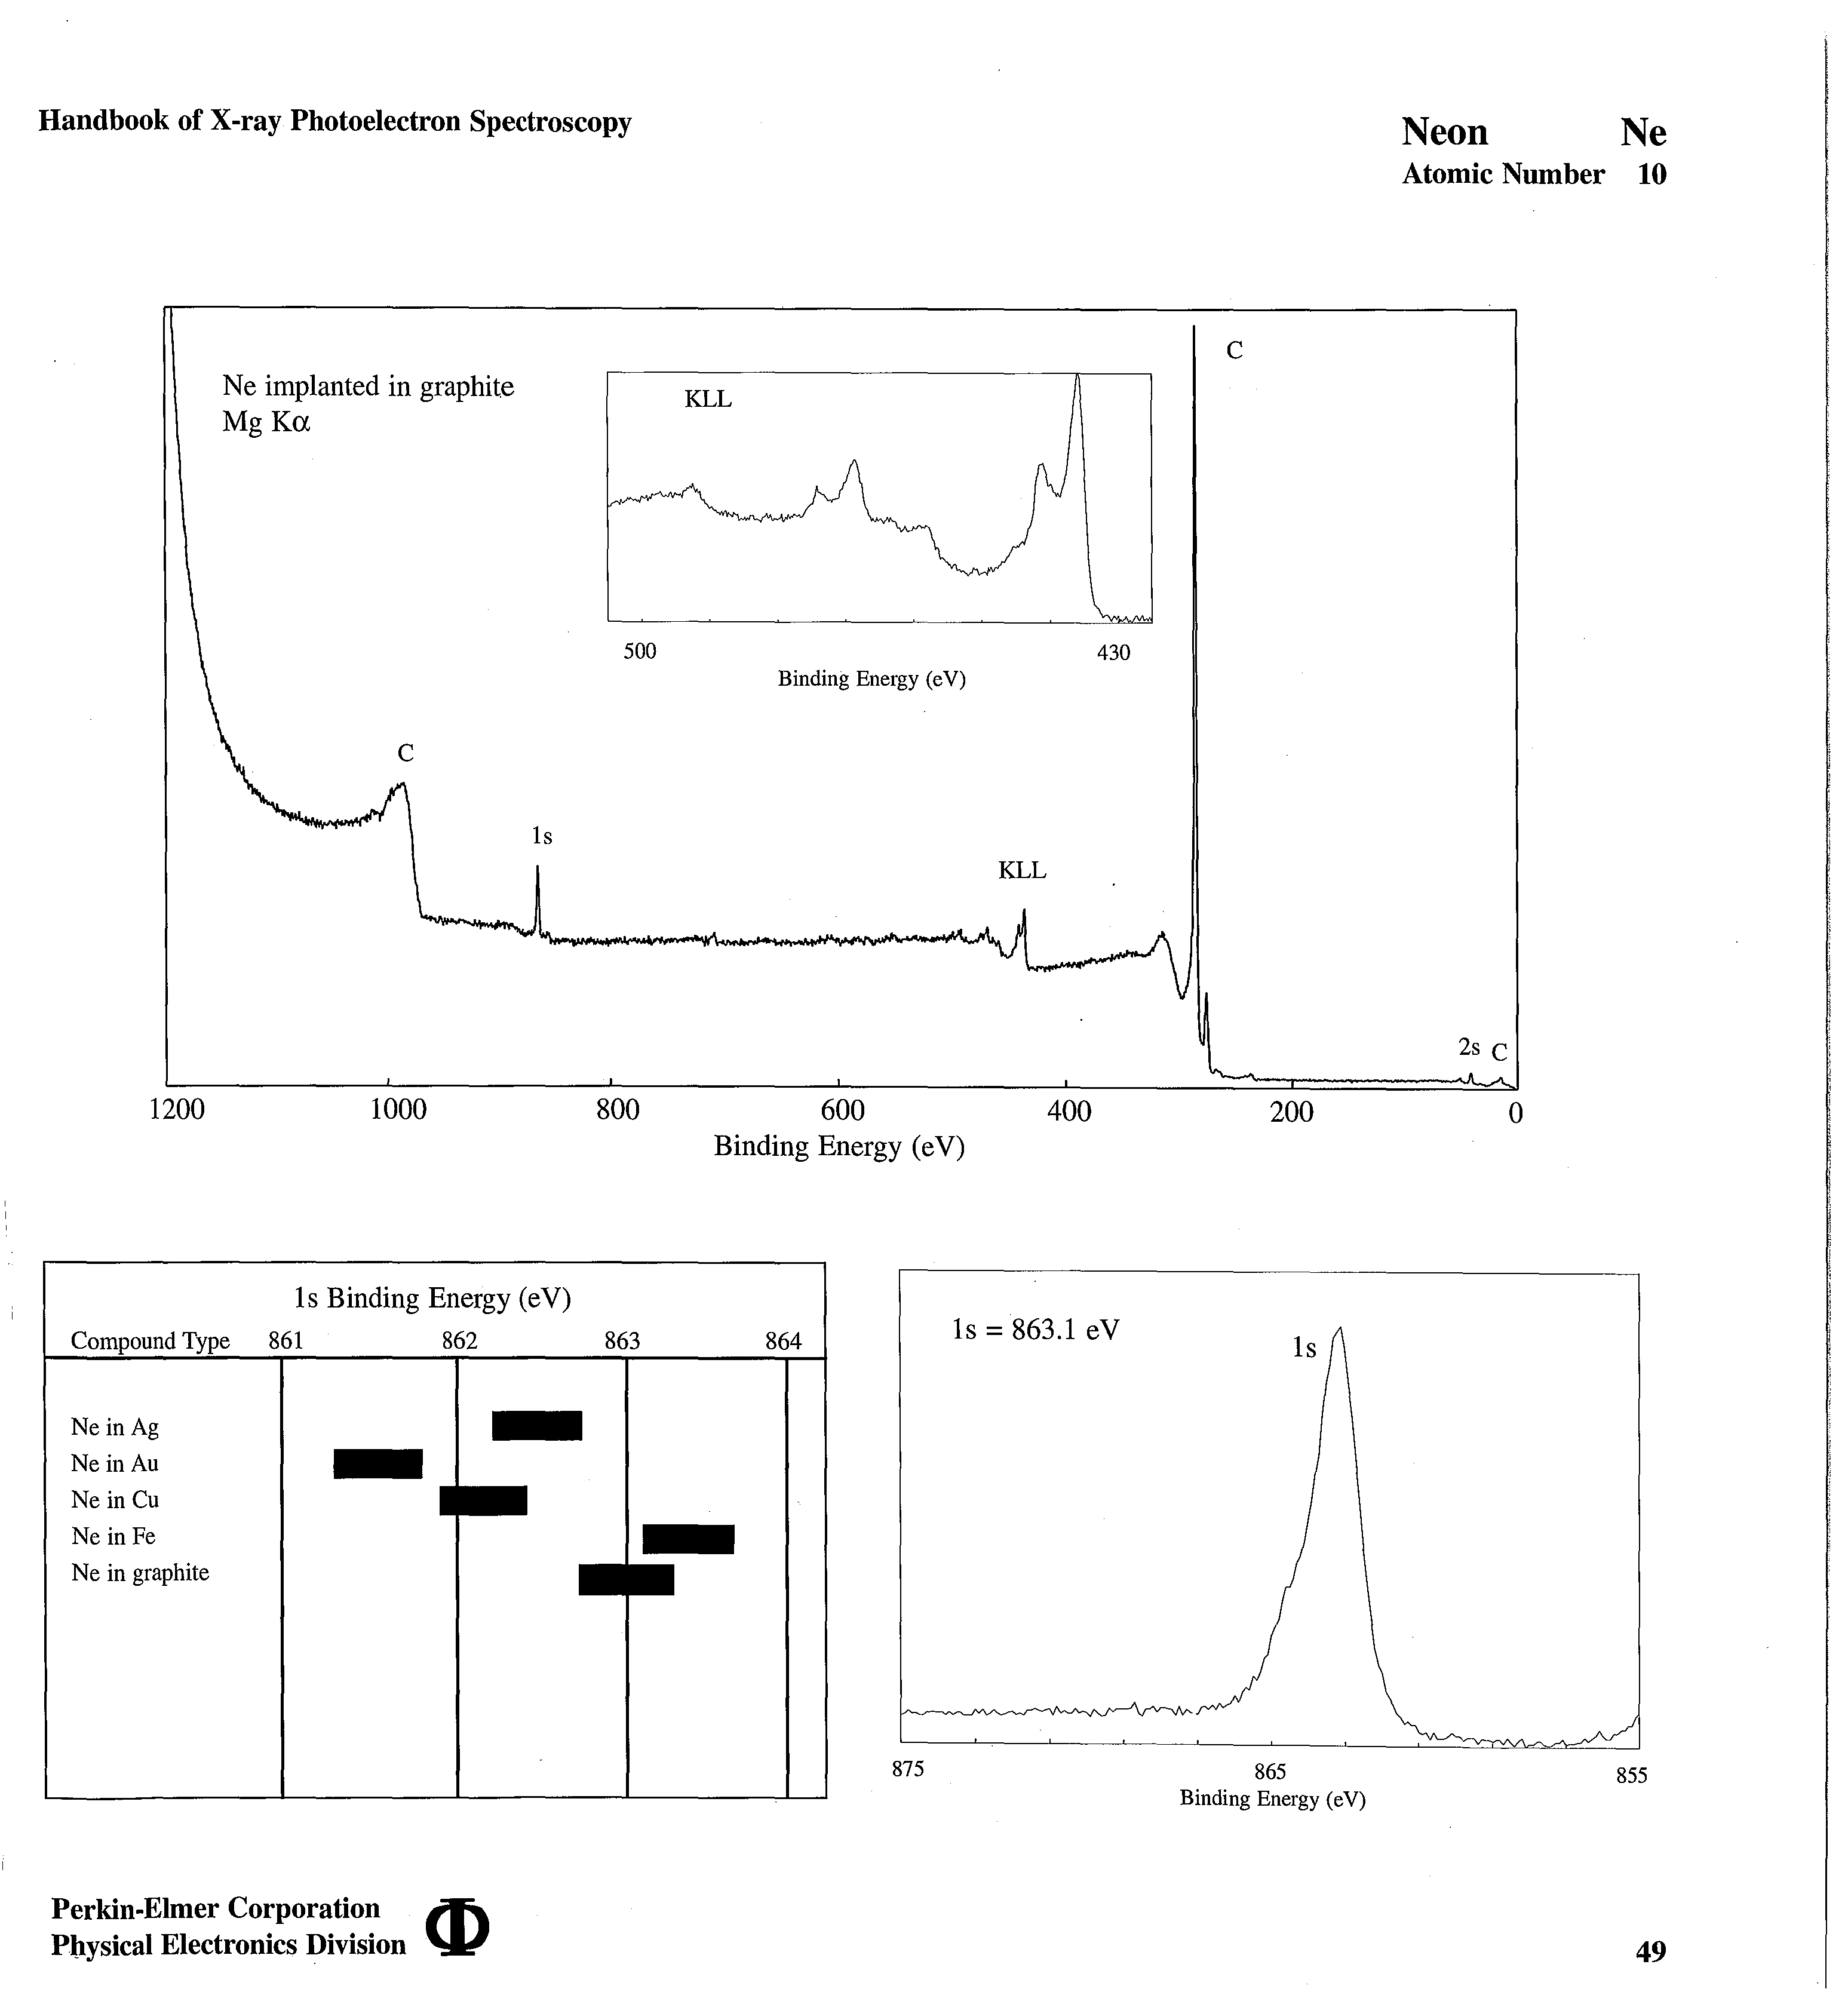 Handbook of X-ray Photoelectron Spectroscopy
Neon Ne
Atomic Number 10
Ne implanted in graphite
Mg Kα
KLL
500 430
Binding Energy (eV)
C
C
1s
KLL
2s C
1200 1000 800 600 400 200 0
Binding Energy (eV)
1s Binding Energy (eV)
Compound Type 861 862 863 864
Ne in Ag
Ne in Au
Ne in Cu
Ne in Fe
Ne in graphite
1s = 863.1 eV
1s
875 865 855
Binding Energy (eV)
Perkin-Elmer Corporation
Physical Electronics Division
Φ
49